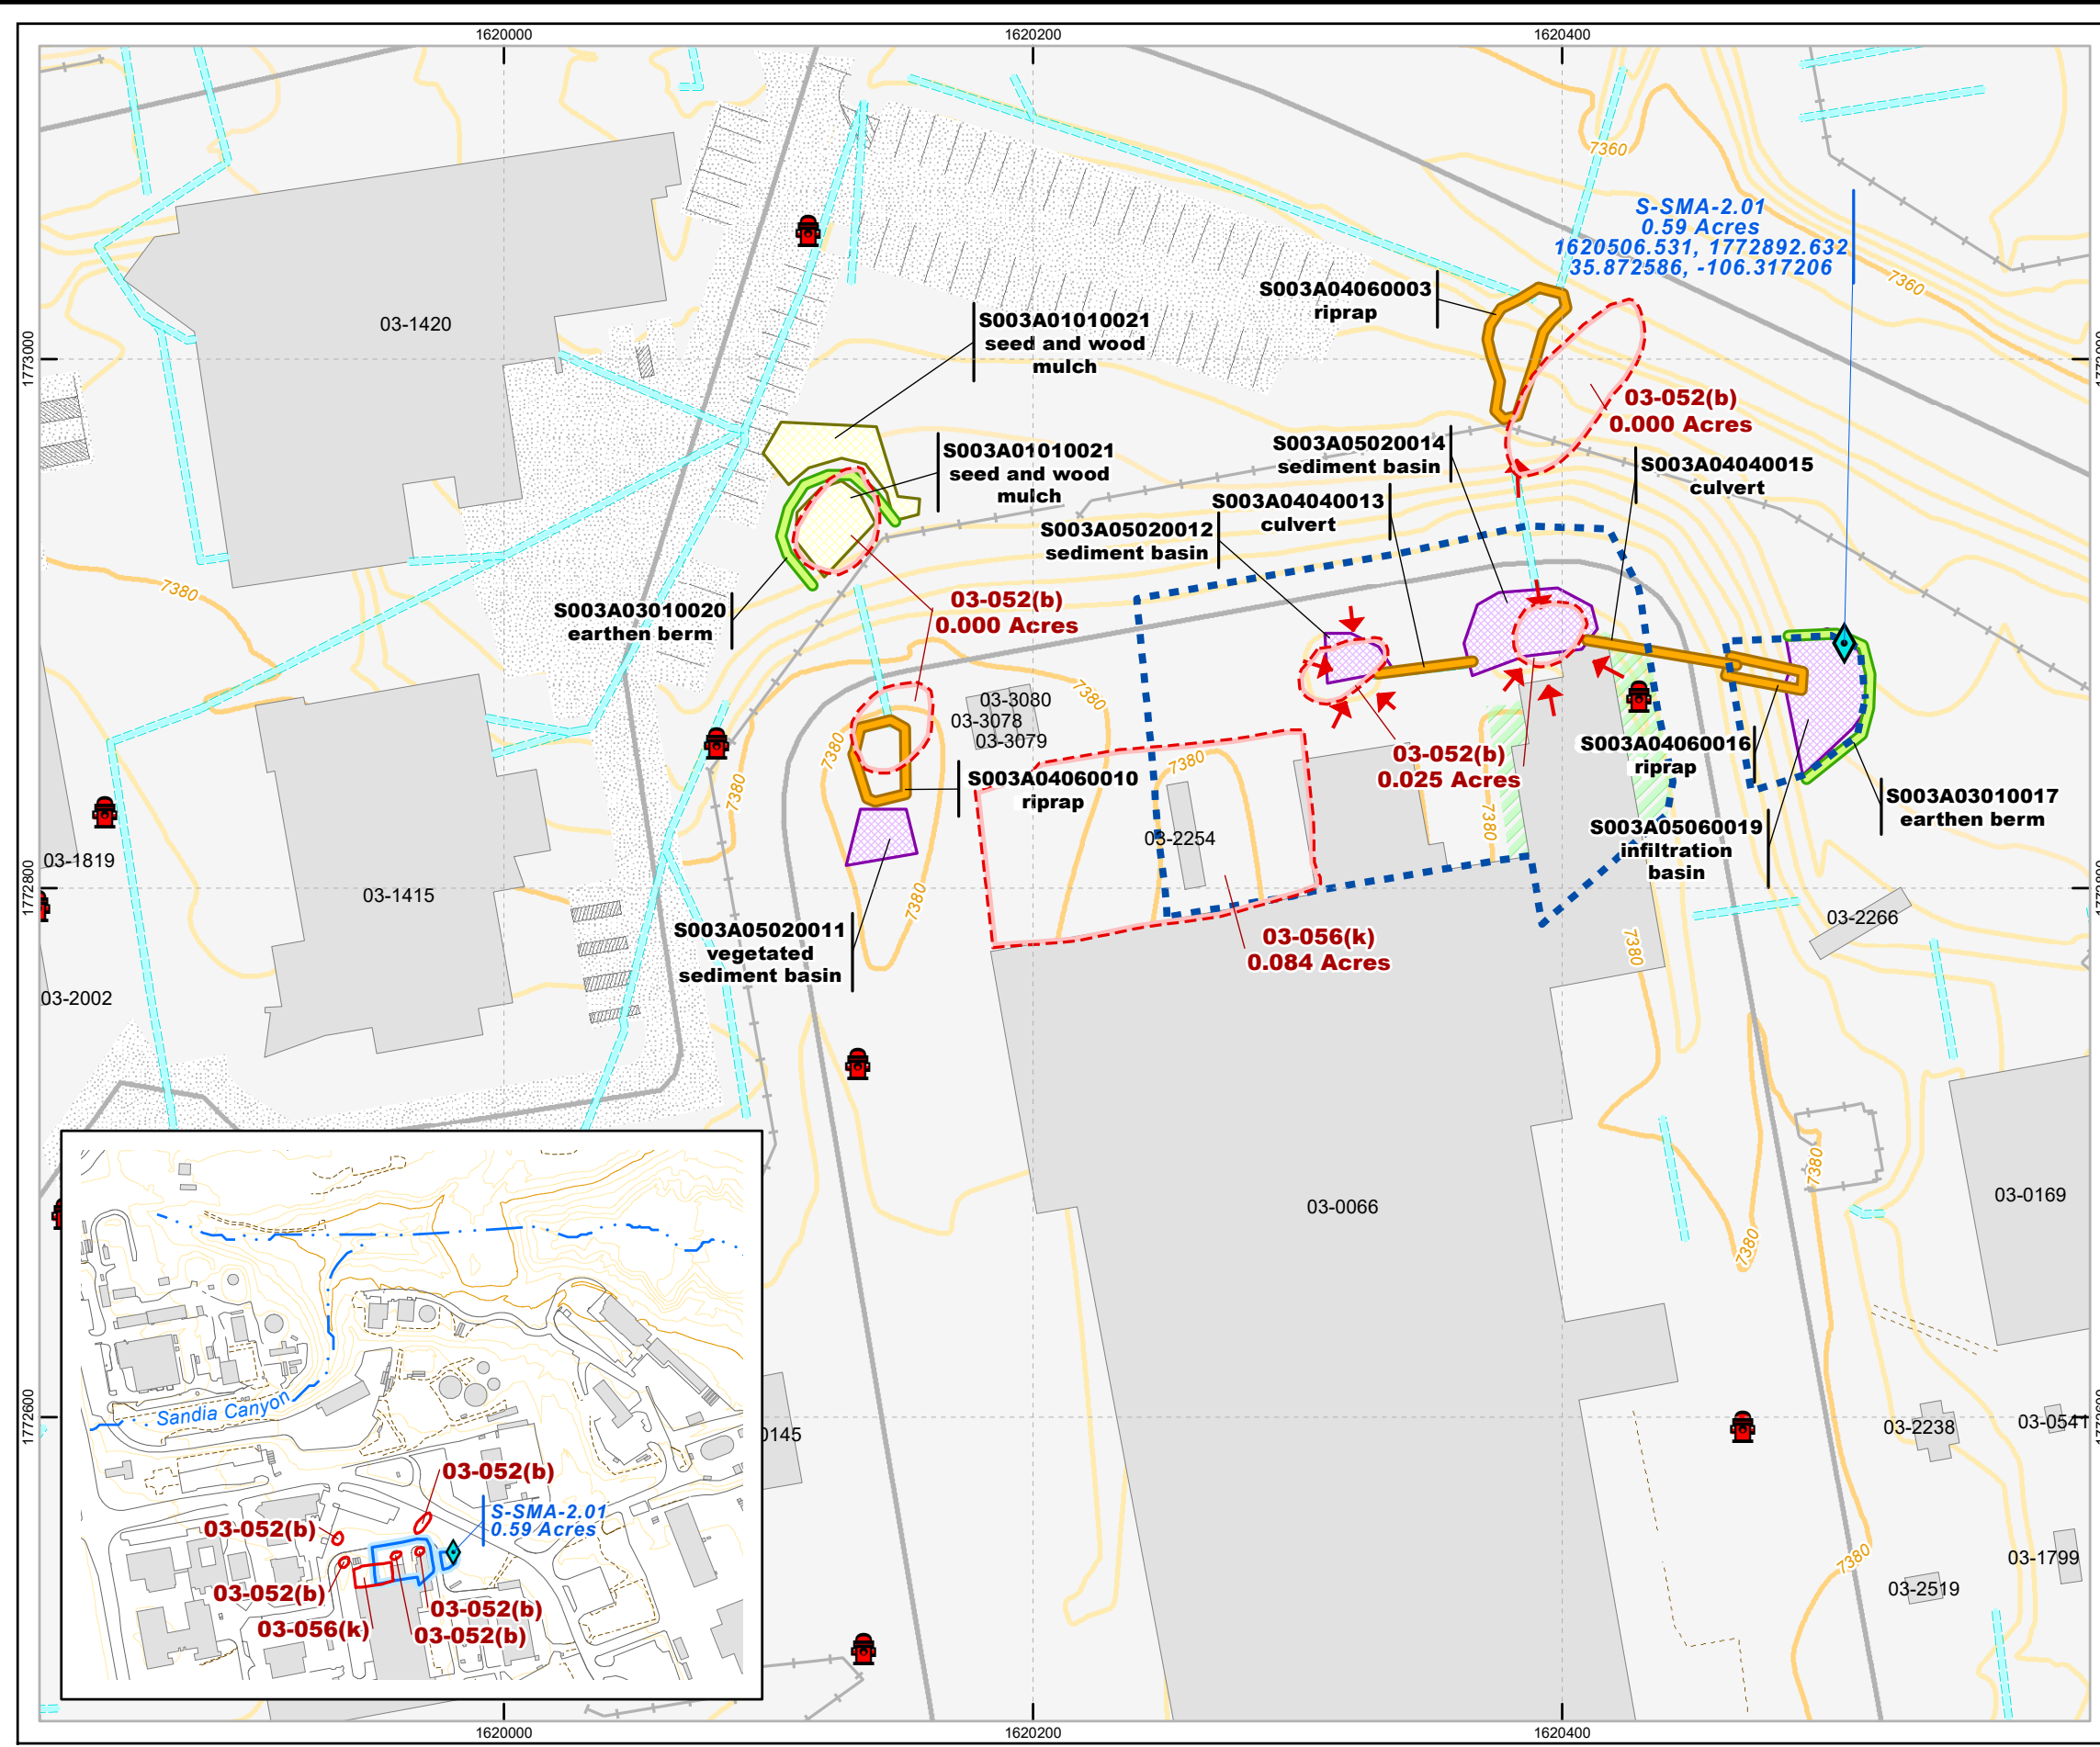 1620000
1620200
1620400
7360
S-SMA-2.01
0.59 Acres
1620506.531, 1772892.632
35.872586, -106.317206
7360
S003A04060003
riprap
03-1420
S003A01010021
seed and wood
mulch
1773000
03-052(b)
0.000 Acres
S003A05020014
sediment basin
S003A04040015
culvert
S003A01010021
seed and wood
mulch
S003A04040013
culvert
S003A05020012
sediment basin
7380
S003A03010020
earthen berm
03-052(b)
0.000 Acres
03-3080
03-3078
03-3079
7380
7380
7380
7380
7380
03-052(b)
0.025 Acres
S003A04060016
riprap
S003A04060010
riprap
S003A03010017
earthen berm
S003A05060019
infiltration
basin
03-2254
03-1819
03-1415
1772800
7380
03-2266
S003A05020011
vegetated
sediment basin
03-056(k)
0.084 Acres
7380
03-2002
7380
03-0066
03-0169
7380
Sandia Canyon
1772600
0145
03-2238
03-0541
03-052(b)
S-SMA-2.01
0.59 Acres
03-052(b)
03-052(b)
03-052(b)
03-056(k)
03-052(b)
7380
03-1799
03-2519
1620000
1620200
1620400